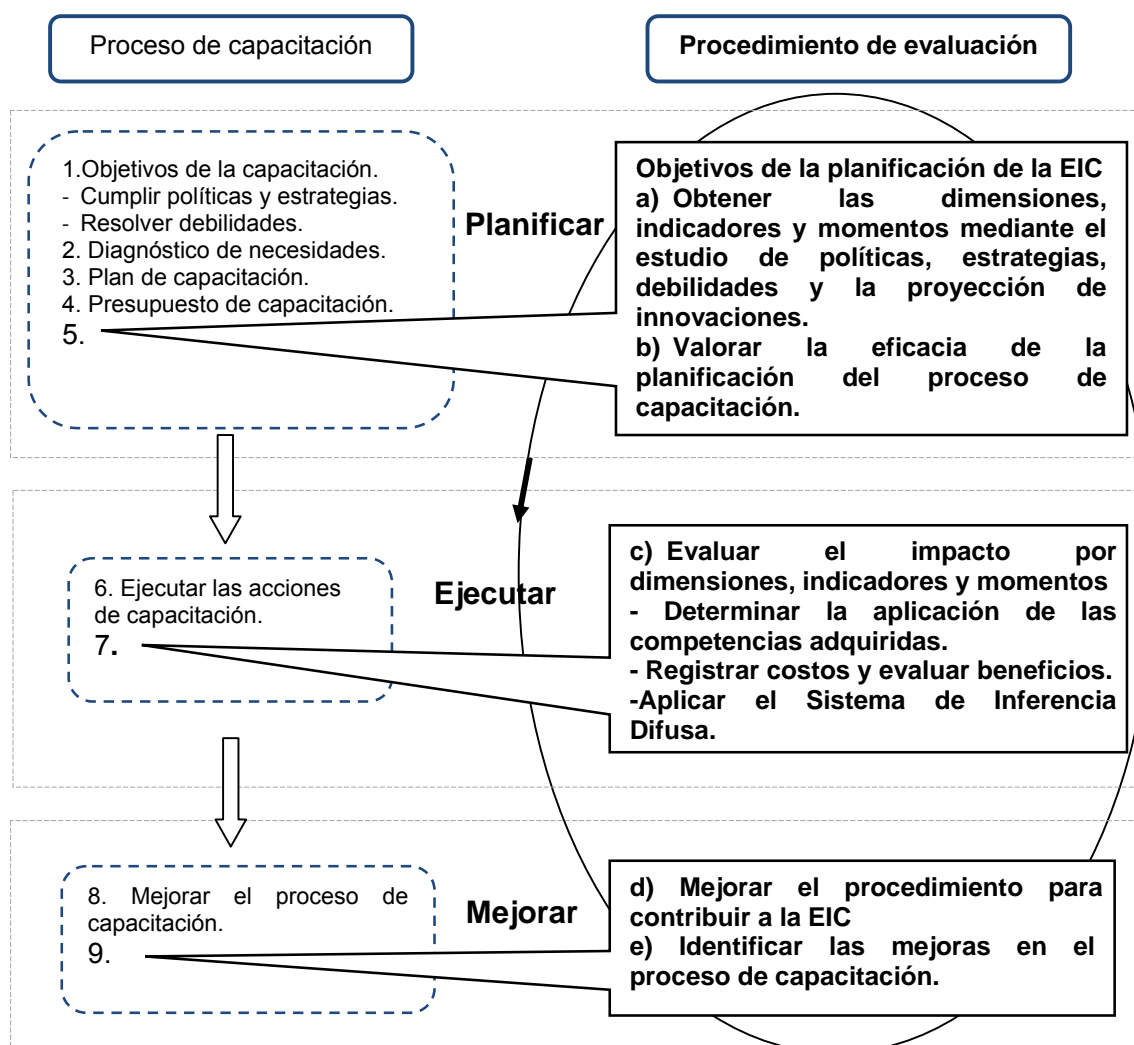 Proceso de capacitación
Procedimiento de evaluación
1.Objetivos de la capacitación.
- Cumplir políticas y estrategias.
- Resolver debilidades.
2. Diagnóstico de necesidades.
3. Plan de capacitación.
4. Presupuesto de capacitación.
5.
Planificar
Objetivos de la planificación de la EIC
a) Obtener las dimensiones,
indicadores y momentos mediante el
estudio de políticas, estrategias,
debilidades y la proyección de
innovaciones.
b) Valorar la eficacia de la
planificación del proceso de
capacitación.
6. Ejecutar las acciones
de capacitación.
7.
Ejecutar
c) Evaluar el impacto por
dimensiones, indicadores y momentos
- Determinar la aplicación de las
competencias adquiridas.
- Registrar costos y evaluar beneficios.
-Aplicar el Sistema de Inferencia
Difusa.
8. Mejorar el proceso de
capacitación.
9.
Mejorar
d) Mejorar el procedimiento para
contribuir a la EIC
e) Identificar las mejoras en el
proceso de capacitación.